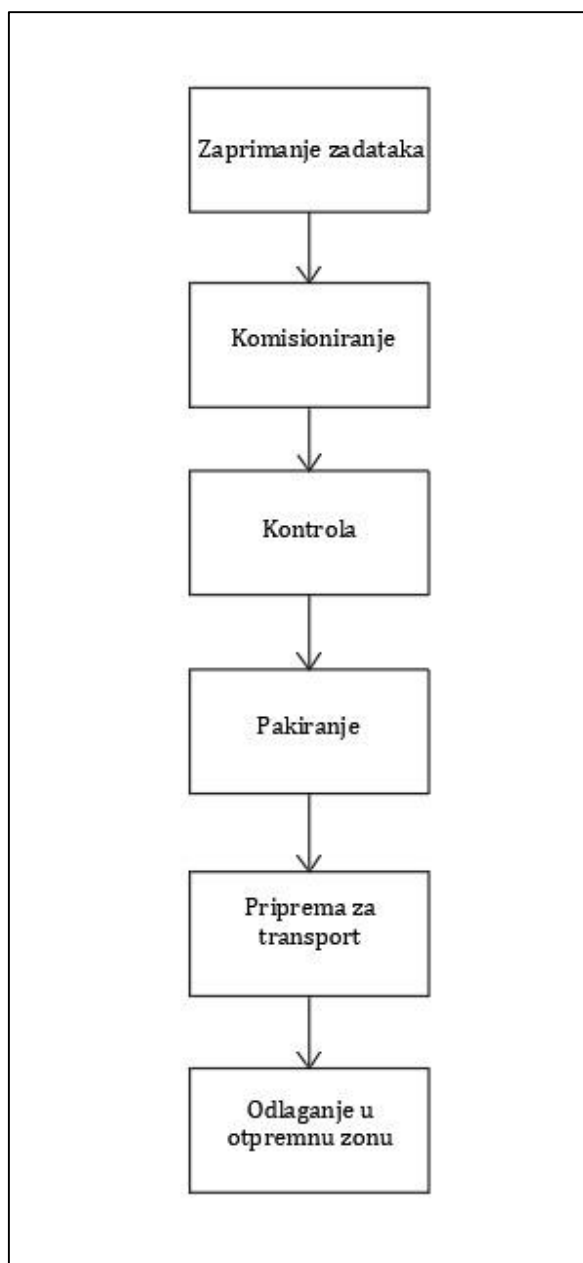 Zaprimanje zadataka
Komisioniranje
Kontrola
Pakiranje
Priprema za
transport
Odlaganje u
otpremnu zonu